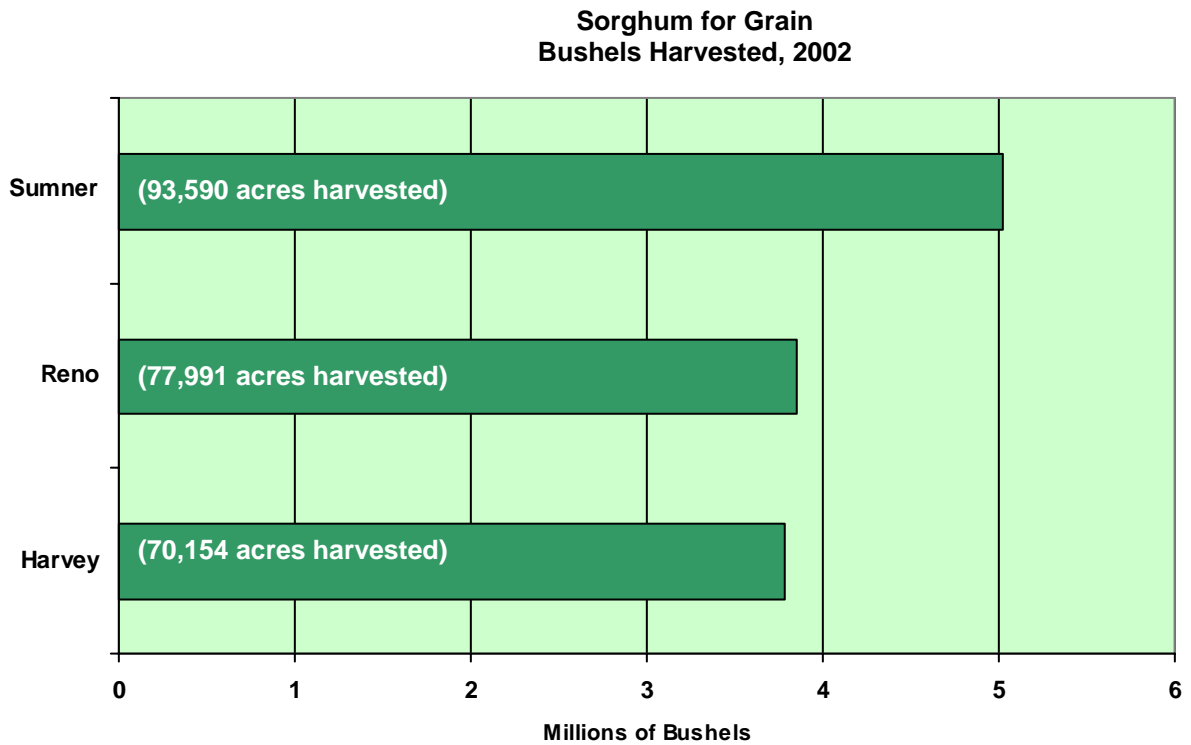 Sorghum for Grain
Bushels Harvested, 2002
Sumner
(93,590 acres harvested)
Reno
(77,991 acres harvested)
Harvey
(70,154 acres harvested)
0 1 2 3 4 5 6
Millions of Bushels